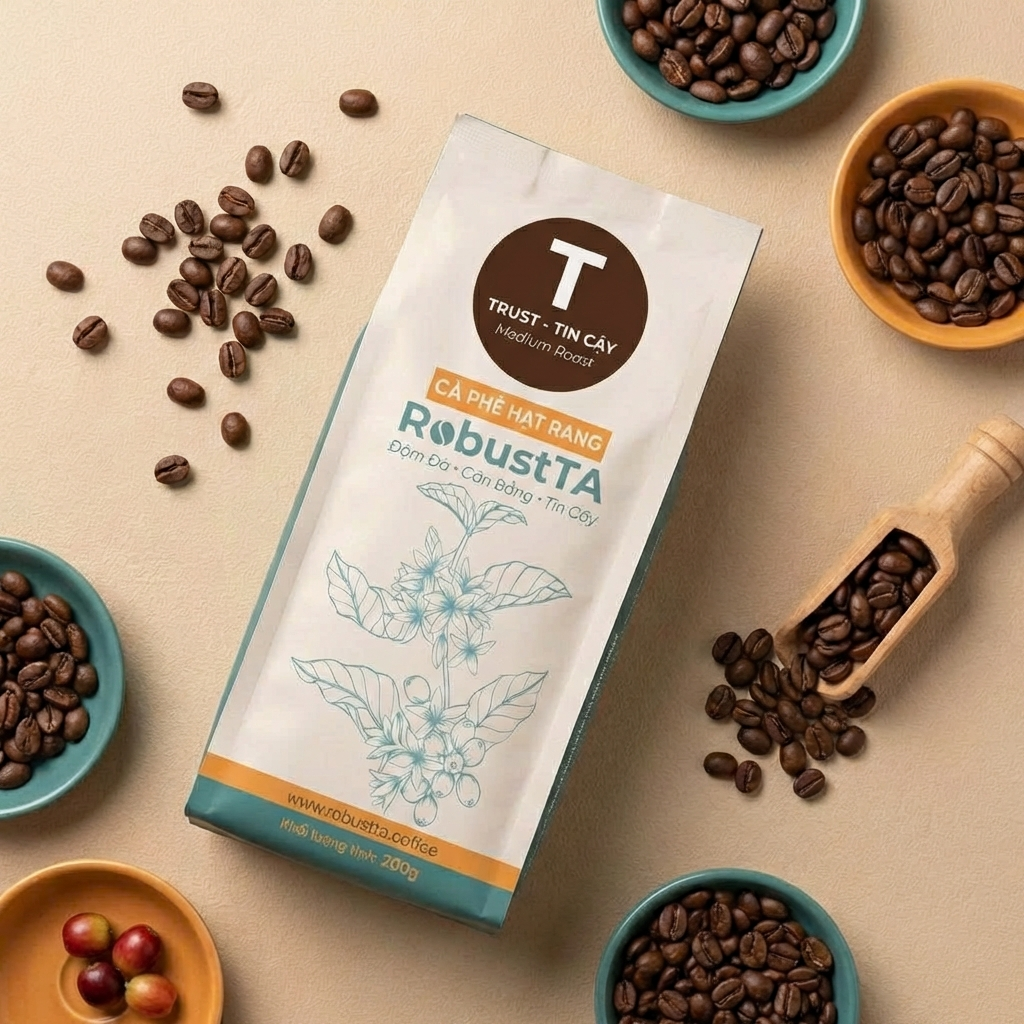 T
TRUST - TIN CẬY
Medium Roast
CÀ PHÊ HẠT RANG
RobustTA
Đậm Đà • Cân Bằng • Tin Cậy
www.robustta.coffee
Khối lượng tịnh: 200g